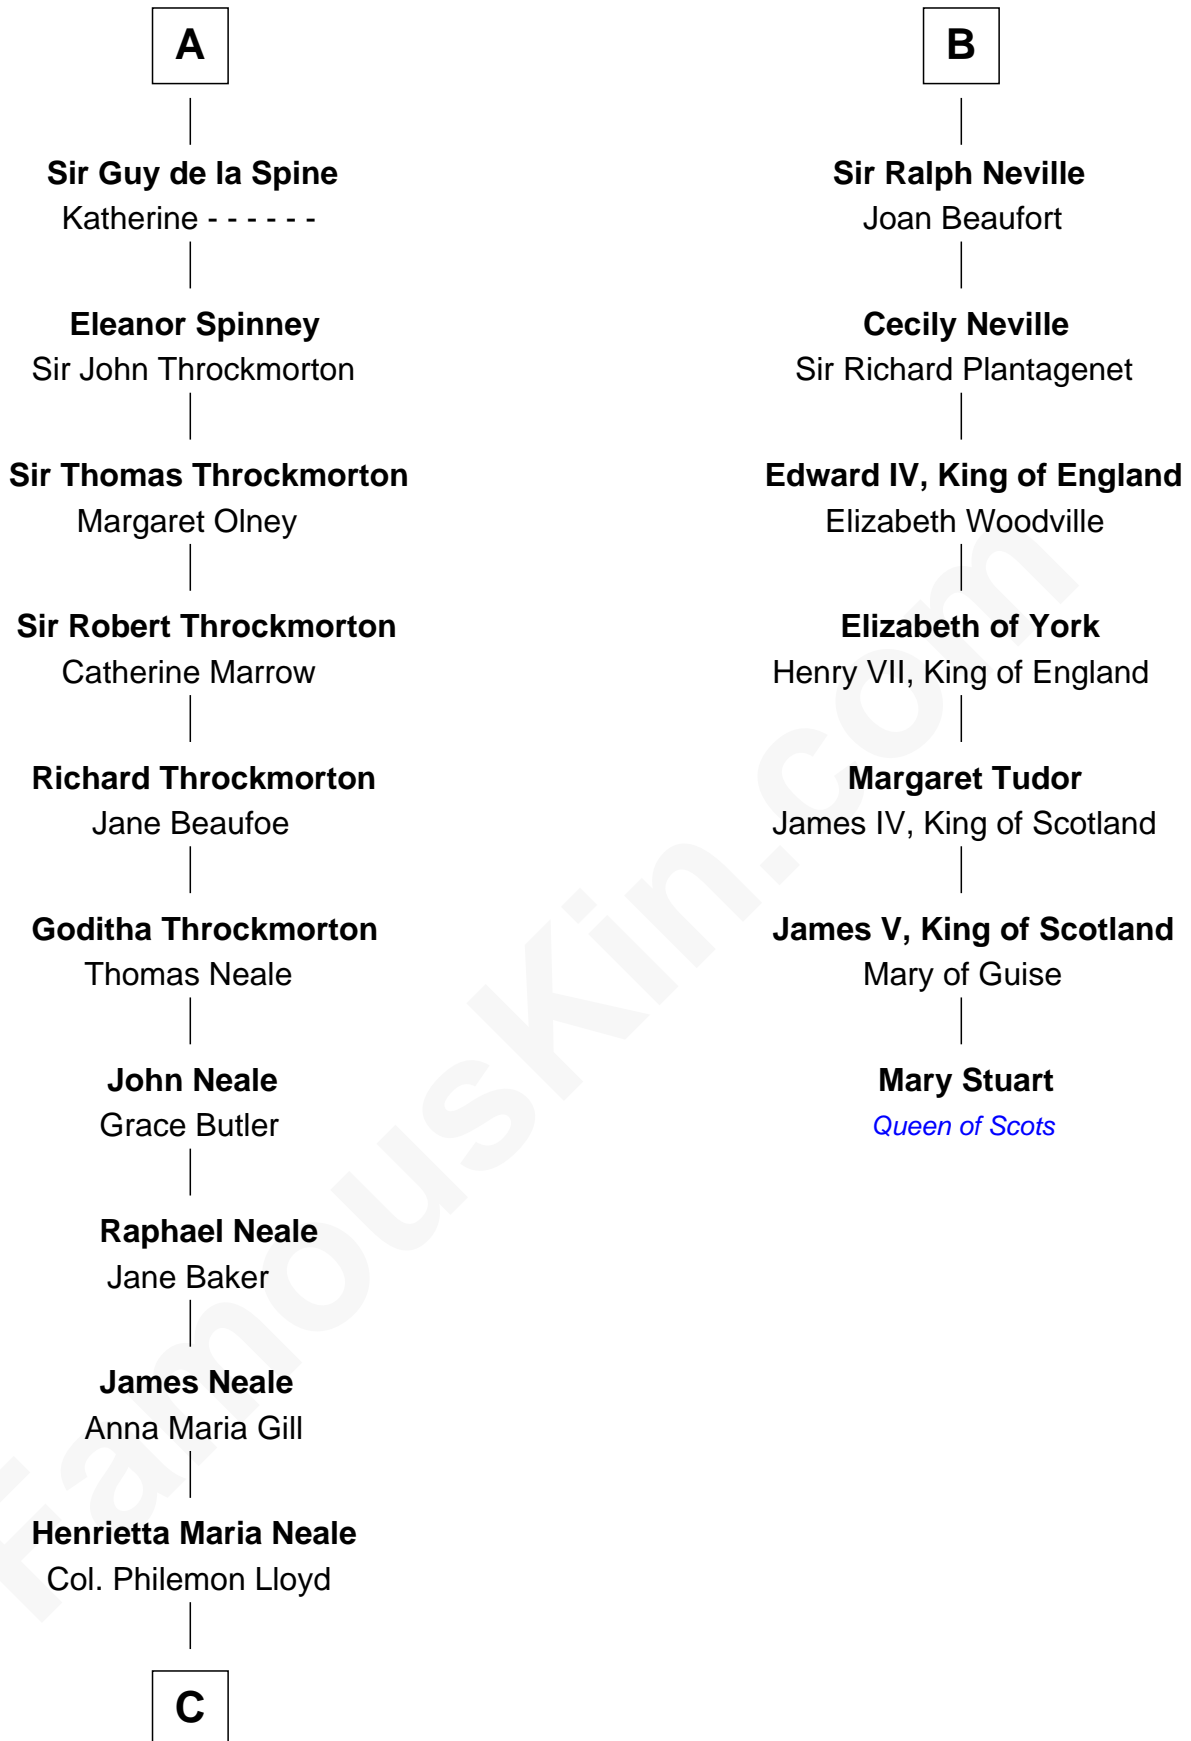 A
Sir Guy de la Spine
Katherine - - - - - -
Eleanor Spinney
Sir John Throckmorton
Sir Thomas Throckmorton
Margaret Olney
Sir Robert Throckmorton
Catherine Marrow
Richard Throckmorton
Jane Beaufoe
Goditha Throckmorton
Thomas Neale
John Neale
Grace Butler
Raphael Neale
Jane Baker
James Neale
Anna Maria Gill
Henrietta Maria Neale
Col. Philemon Lloyd
C
B
Sir Ralph Neville
Joan Beaufort
Cecily Neville
Sir Richard Plantagenet
Edward IV, King of England
Elizabeth Woodville
Elizabeth of York
Henry VII, King of England
Margaret Tudor
James IV, King of Scotland
James V, King of Scotland
Mary of Guise
Mary Stuart
Queen of Scots
FamousKin.com